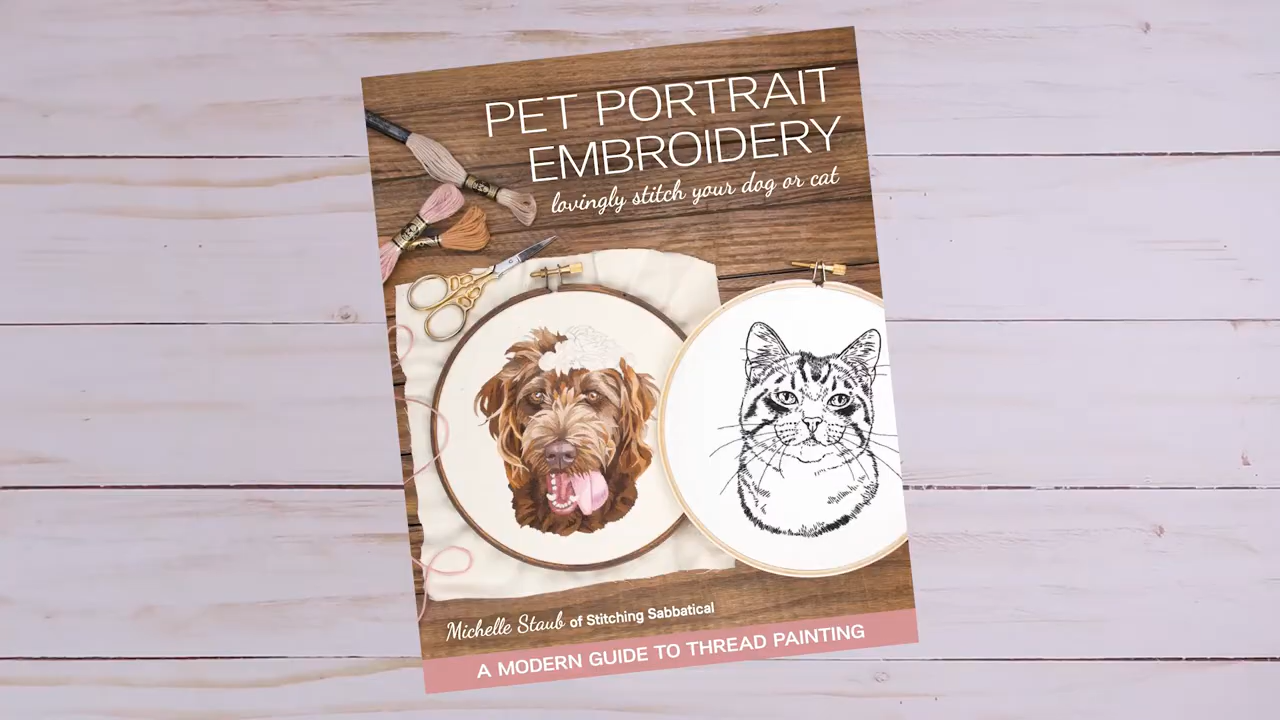 PET PORTRAIT
EMBROIDERY
lovingly stitch your dog or cat
Michelle Staub of Stitching Sabbatical
A MODERN GUIDE TO THREAD PAINTING